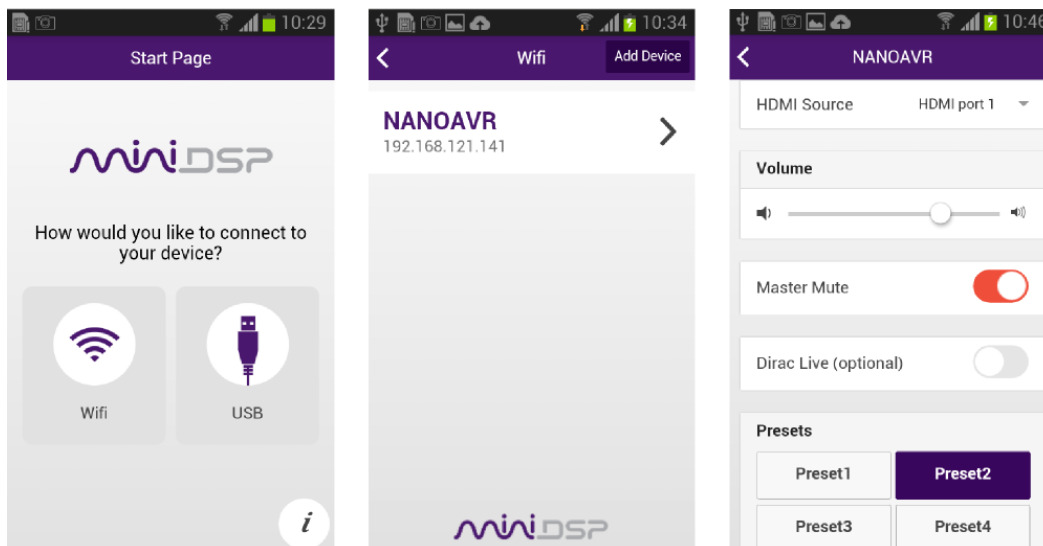 10:29
Start Page
miniDSP
How would you like to connect to
your device?
Wifi
USB
i
10:34
Wifi
Add Device
NANOAVR
192.168.121.141
miniDSP
10:46
NANOAVR
HDMI Source
HDMI port 1
Volume
Master Mute
Dirac Live (optional)
Presets
Preset1
Preset2
Preset3
Preset4